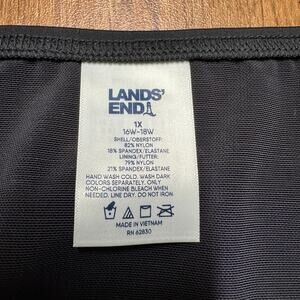 LANDS'
END
1X
16W-18W
SHELL/OBERSTOFF:
82% NYLON
18% SPANDEX/ELASTANE
LINING/FUTTER:
79% NYLON
21% SPANDEX/ELASTANE
HAND WASH COLD. WASH DARK
COLORS SEPARATELY. ONLY
NON-CHLORINE BLEACH WHEN
NEEDED. LINE DRY. DO NOT IRON.
MADE IN VIETNAM
RN 62830